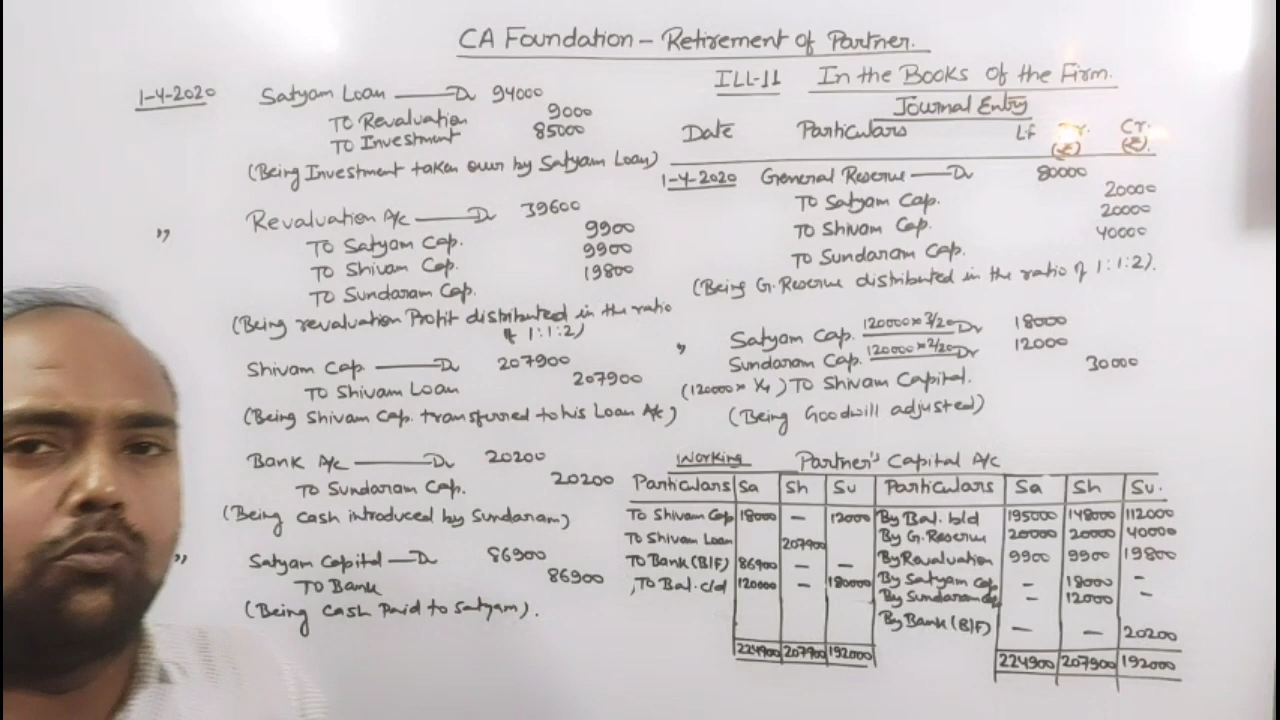 CA Foundation - Retirement of Partner.
ILL-11 In the Books of the Firm.
Journal Entry
Date Particulars Lf Dr. (₹) Cr. (₹)
1-4-2020 General Reserve — Dr 80000
To Satyam Cap. 20000
To Shivam Cap. 20000
To Sundaram Cap. 40000
(Being G. Reserve distributed in the ratio of 1:1:2).
" Satyam Cap. 120000 x 3/20 Dr 18000
Sundaram Cap. 120000 x 2/20 Dr 12000
(120000 x ¼) To Shivam Capital. 30000
(Being Goodwill adjusted)
1-4-2020 Satyam Loan — Dr 94000
To Revaluation 9000
To Investment 85000
(Being Investment taken over by Satyam Loan)
" Revaluation A/c — Dr 39600
To Satyam Cap. 9900
To Shivam Cap. 9900
To Sundaram Cap. 19800
(Being revaluation Profit distributed in the ratio
of 1:1:2)
Shivam Cap. — Dr 207900
To Shivam Loan 207900
(Being Shivam Cap. transferred to his Loan A/c)
Bank A/c — Dr 20200
To Sundaram Cap. 20200
(Being cash introduced by Sundaram)
" Satyam Capital — Dr 86900
To Bank 86900
(Being Cash Paid to Satyam).
Working Partner's Capital A/c
Particulars Sa Sh Su Particulars Sa Sh Su.
To Shivam Cap 18000 — 12000 By Bal. b/d 195000 148000 112000
To Shivam Loan 207900 By G. Reserve 20000 20000 40000
To Bank (B/F) 86900 — — By Revaluation 9900 9900 19800
To Bal. c/d 120000 — 180000 By Satyam Cap — 18000 —
By Sundaram Cap — 12000 —
By Bank (B/F) — — 20200
224900 207900 192000 224900 207900 192000